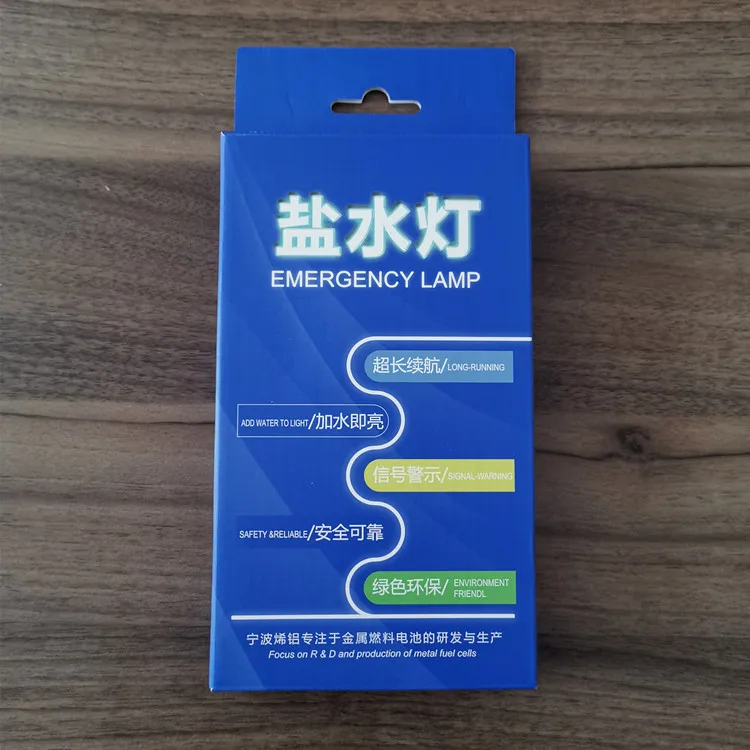 盐水灯
EMERGENCY LAMP
超长续航/LONG-RUNNING
ADD WATER TO LIGHT/加水即亮
信号警示/SIGNAL-WARNING
SAFETY &RELIABLE/安全可靠
绿色环保/ ENVIRONMENT
FRIENDL
宁波烯铝专注于金属燃料电池的研发与生产
Focus on R & D and production of metal fuel cells